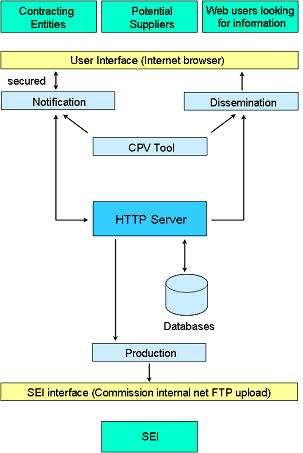 Contracting
Entities
Potential
Suppliers
Web users looking
for information
User Interface (Internet browser)
secured
Notification
Dissemination
CPV Tool
HTTP Server
Databases
Production
SEI interface (Commission internal net FTP upload)
SEI